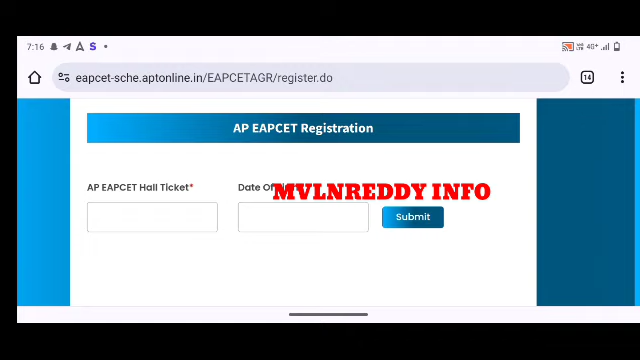 7:16
4G+
eapcet-sche.aptonline.in/EAPCETAGR/register.do
14
AP EAPCET Registration
AP EAPCET Hall Ticket*
Date Of
MVLNREDDY INFO
Submit